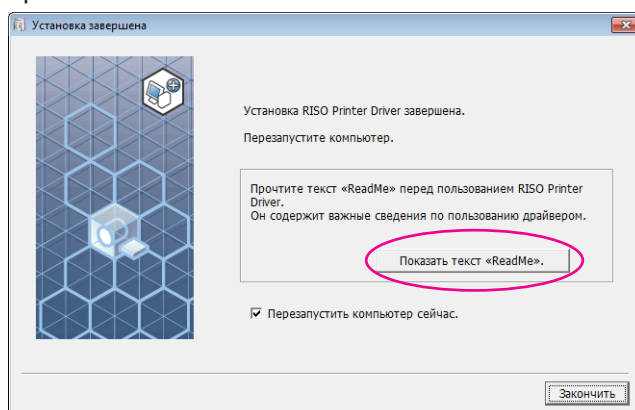 Установка завершена
Установка RISO Printer Driver завершена.
Перезапустите компьютер.
Прочтите текст «ReadMe» перед пользованием RISO Printer
Driver.
Он содержит важные сведения по пользованию драйвером.
Показать текст «ReadMe».
Перезапустить компьютер сейчас.
Закончить